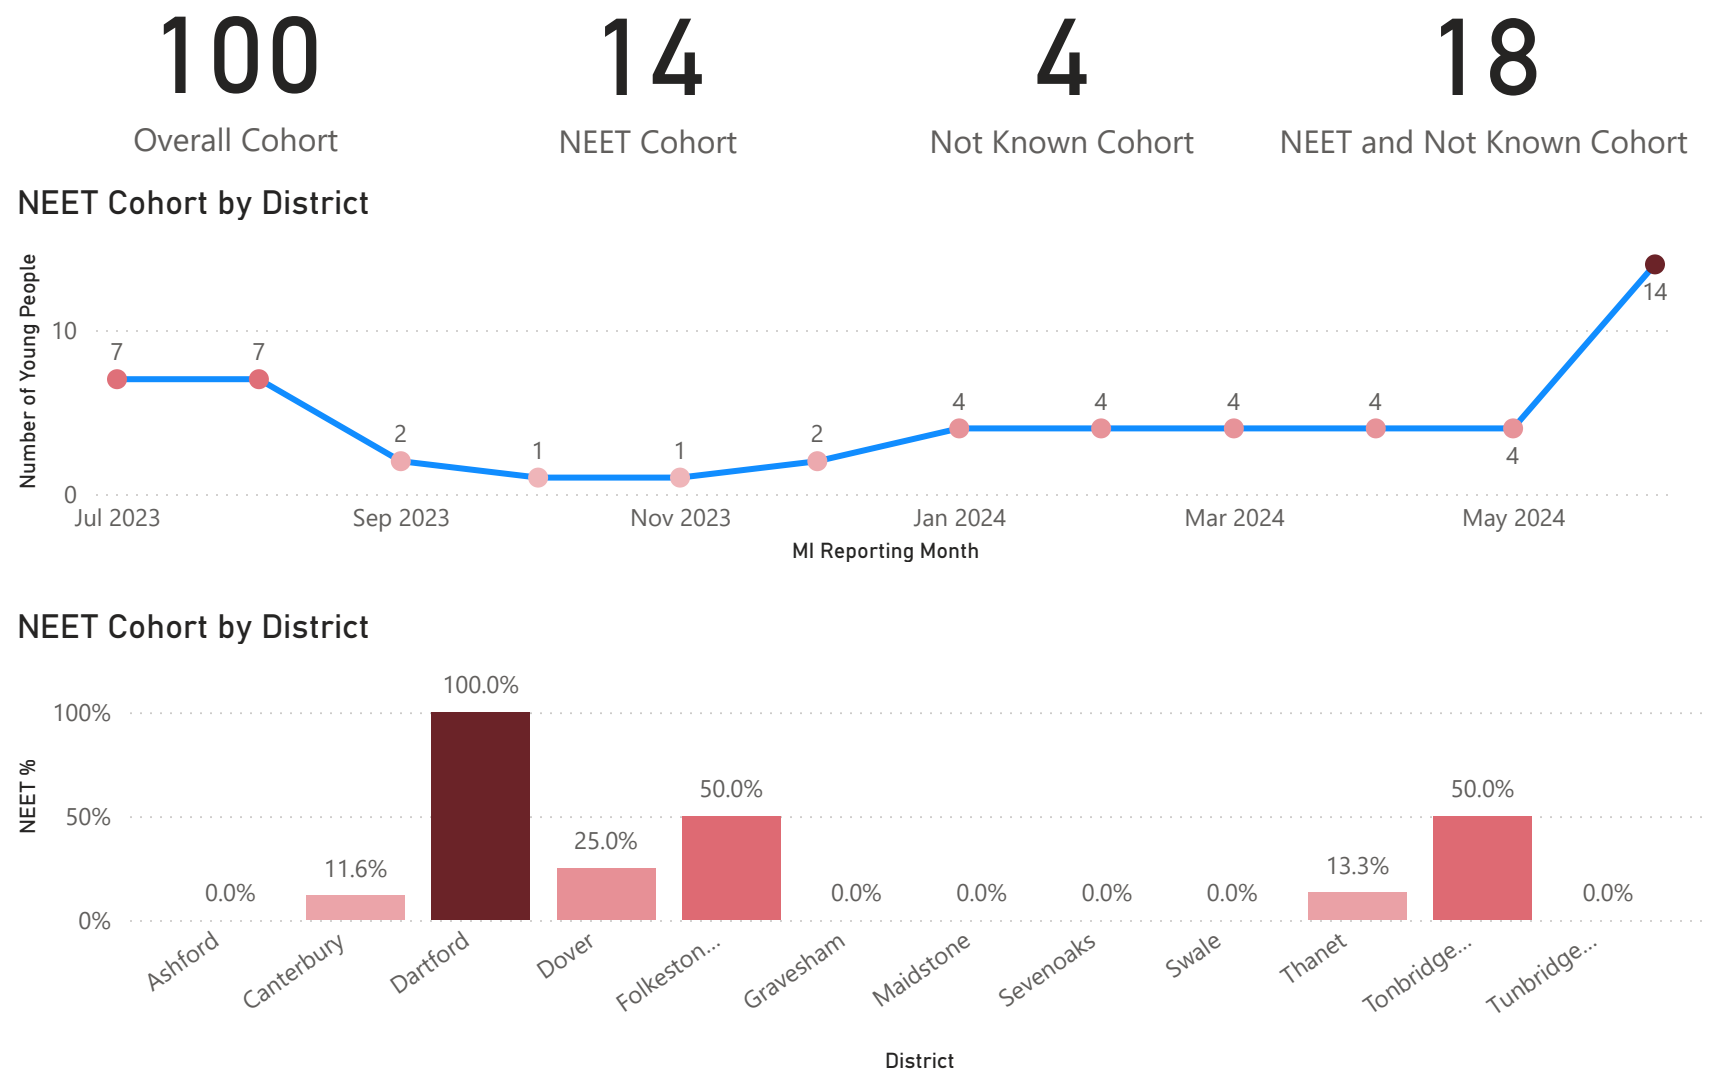 100
14
4
18
Overall Cohort
NEET Cohort
Not Known Cohort
NEET and Not Known Cohort
NEET Cohort by District
Number of Young People
10
0
7
7
2
1
1
2
4
4
4
4
4
14
Jul 2023
Sep 2023
Nov 2023
Jan 2024
Mar 2024
May 2024
MI Reporting Month
NEET Cohort by District
NEET %
100%
50%
0%
0.0%
11.6%
100.0%
25.0%
50.0%
0.0%
0.0%
0.0%
0.0%
13.3%
50.0%
0.0%
Ashford
Canterbury
Dartford
Dover
Folkeston...
Gravesham
Maidstone
Sevenoaks
Swale
Thanet
Tonbridge...
Tunbridge...
District